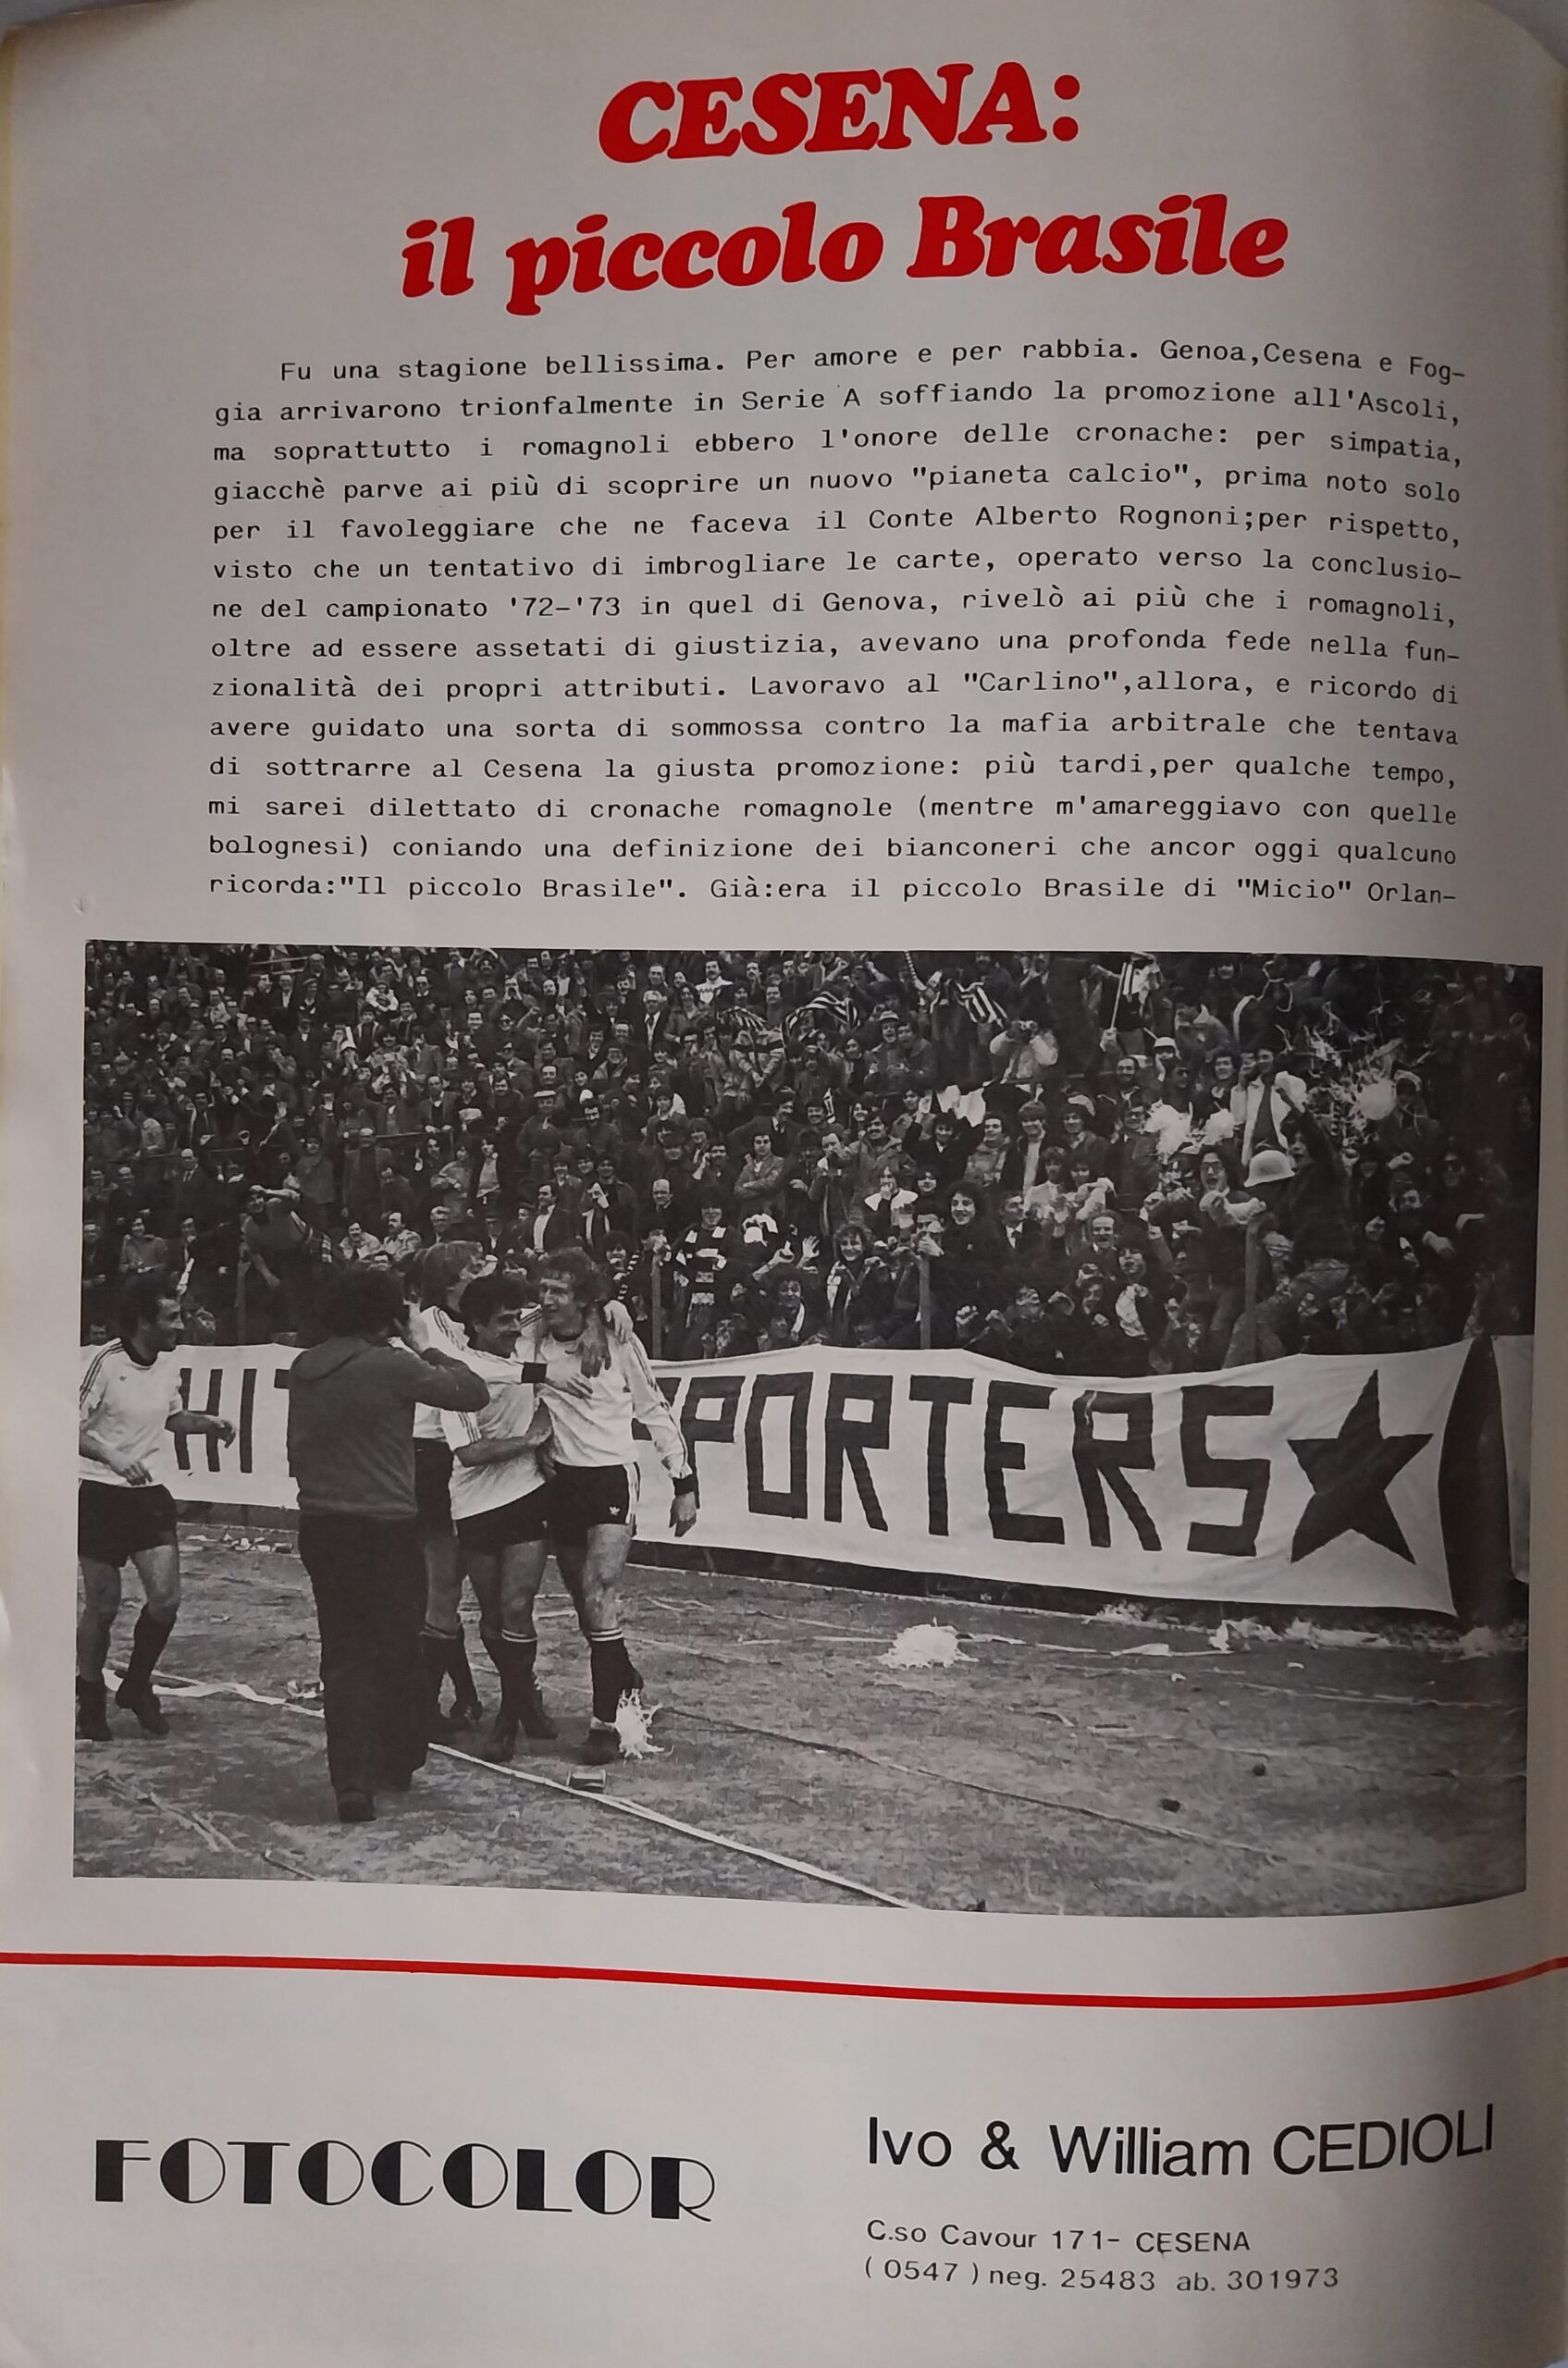 CESENA:
il piccolo Brasile
Fu una stagione bellissima. Per amore e per rabbia. Genoa,Cesena e Fog-
gia arrivarono trionfalmente in Serie A soffiando la promozione all'Ascoli,
ma soprattutto i romagnoli ebbero l'onore delle cronache: per simpatia,
giacchè parve ai più di scoprire un nuovo "pianeta calcio", prima noto solo
per il favoleggiare che ne faceva il Conte Alberto Rognoni;per rispetto,
visto che un tentativo di imbrogliare le carte, operato verso la conclusio-
ne del campionato '72-'73 in quel di Genova, rivelò ai più che i romagnoli,
oltre ad essere assetati di giustizia, avevano una profonda fede nella fun-
zionalità dei propri attributi. Lavoravo al "Carlino",allora, e ricordo di
avere guidato una sorta di sommossa contro la mafia arbitrale che tentava
di sottrarre al Cesena la giusta promozione: più tardi,per qualche tempo,
mi sarei dilettato di cronache romagnole (mentre m'amareggiavo con quelle
bolognesi) coniando una definizione dei bianconeri che ancor oggi qualcuno
ricorda:"Il piccolo Brasile". Già:era il piccolo Brasile di "Micio" Orlan-
HIT PORTERS
FOTOCOLOR
Ivo & William CEDIOLI
C.so Cavour 171- CESENA
( 0547 ) neg. 25483 ab. 301973